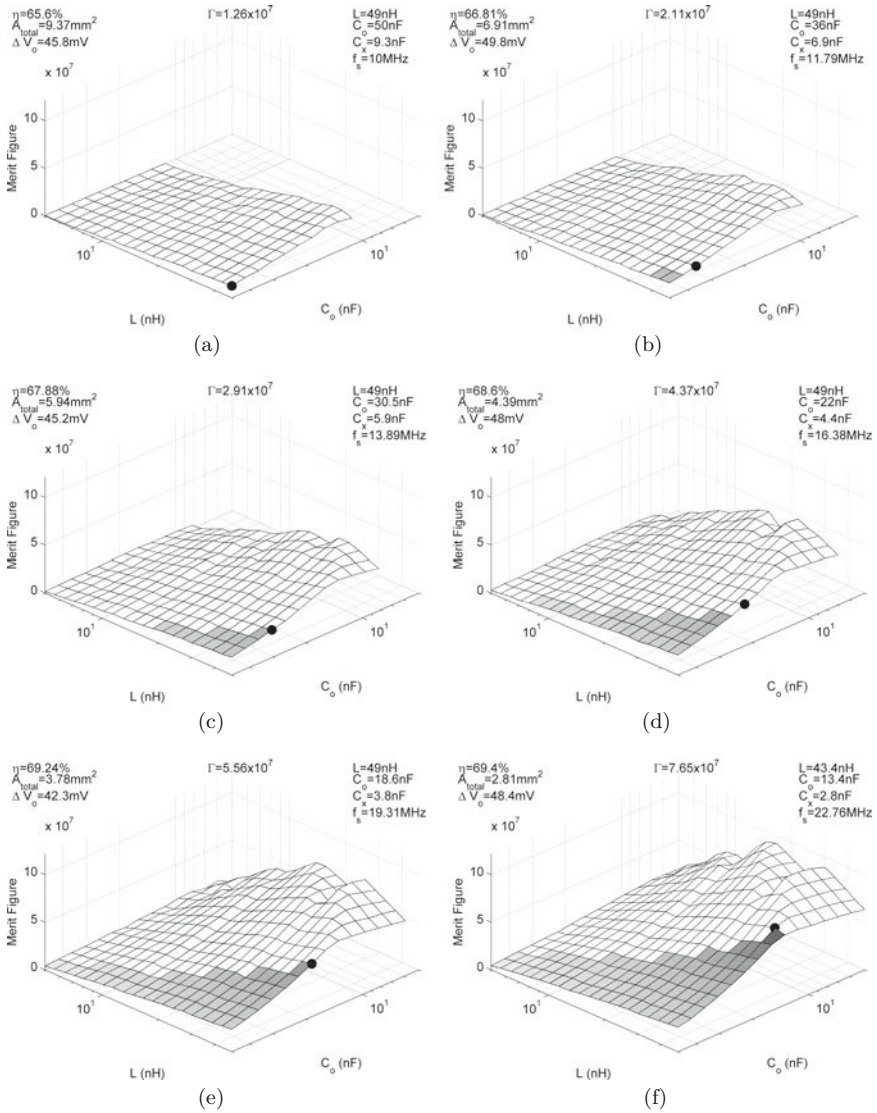 η=65.6%
A_total=9.37mm²
Δ V_o=45.8mV
Γ=1.26x10⁷
L=49nH
C_o=50nF
C_x=9.3nF
f_s=10MHz
x 10⁷
10
5
0
Merit Figure
10¹
10¹
L (nH)
C_o (nF)
(a)
η=66.81%
A_total=6.91mm²
Δ V_o=49.8mV
Γ=2.11x10⁷
L=49nH
C_o=36nF
C_x=6.9nF
f_s=11.79MHz
x 10⁷
10
5
0
Merit Figure
10¹
10¹
L (nH)
C_o (nF)
(b)
η=67.88%
A_total=5.94mm²
Δ V_o=45.2mV
Γ=2.91x10⁷
L=49nH
C_o=30.5nF
C_x=5.9nF
f_s=13.89MHz
x 10⁷
10
5
0
Merit Figure
10¹
10¹
L (nH)
C_o (nF)
(c)
η=68.6%
A_total=4.39mm²
Δ V_o=48mV
Γ=4.37x10⁷
L=49nH
C_o=22nF
C_x=4.4nF
f_s=16.38MHz
x 10⁷
10
5
0
Merit Figure
10¹
10¹
L (nH)
C_o (nF)
(d)
η=69.24%
A_total=3.78mm²
Δ V_o=42.3mV
Γ=5.56x10⁷
L=49nH
C_o=18.6nF
C_x=3.8nF
f_s=19.31MHz
x 10⁷
10
5
0
Merit Figure
10¹
10¹
L (nH)
C_o (nF)
(e)
η=69.4%
A_total=2.81mm²
Δ V_o=48.4mV
Γ=7.65x10⁷
L=43.4nH
C_o=13.4nF
C_x=2.8nF
f_s=22.76MHz
x 10⁷
10
5
0
Merit Figure
10¹
10¹
L (nH)
C_o (nF)
(f)